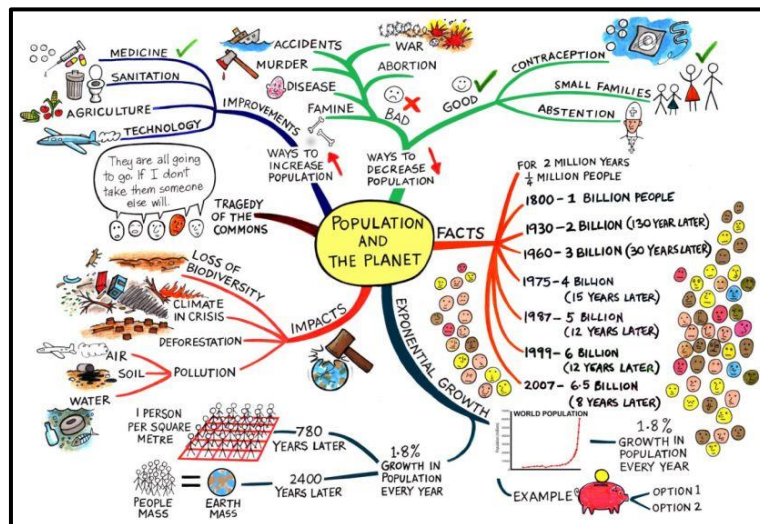 POPULATION
AND
THE PLANET
WAYS TO
INCREASE
POPULATION
IMPROVEMENTS
MEDICINE
SANITATION
AGRICULTURE
TECHNOLOGY
WAYS TO
DECREASE
POPULATION
BAD
ACCIDENTS
MURDER
DISEASE
FAMINE
WAR
ABORTION
GOOD
CONTRACEPTION
SMALL FAMILIES
ABSTENTION
FACTS
FOR 2 MILLION YEARS
1/4 MILLION PEOPLE
1800 - 1 BILLION PEOPLE
1930 - 2 BILLION (130 YEAR LATER)
1960 - 3 BILLION (30 YEARS LATER)
1975 - 4 BILLION
(15 YEARS LATER)
1987 - 5 BILLION
(12 YEARS LATER)
1999 - 6 BILLION
(12 YEARS LATER)
2007 - 6.5 BILLION
(8 YEARS LATER)
EXPONENTIAL GROWTH
WORLD POPULATION
1.8%
GROWTH IN
POPULATION
EVERY YEAR
EXAMPLE
OPTION 1
OPTION 2
1.8%
GROWTH IN
POPULATION
EVERY YEAR
780
YEARS LATER
1 PERSON
PER SQUARE
METRE
2400
YEARS LATER
PEOPLE
MASS
=
EARTH
MASS
IMPACTS
LOSS OF
BIODIVERSITY
CLIMATE
IN CRISIS
DEFORESTATION
POLLUTION
AIR
SOIL
WATER
TRAGEDY
OF THE
COMMONS
They are all going
to go. If I don't
take them someone
else will.